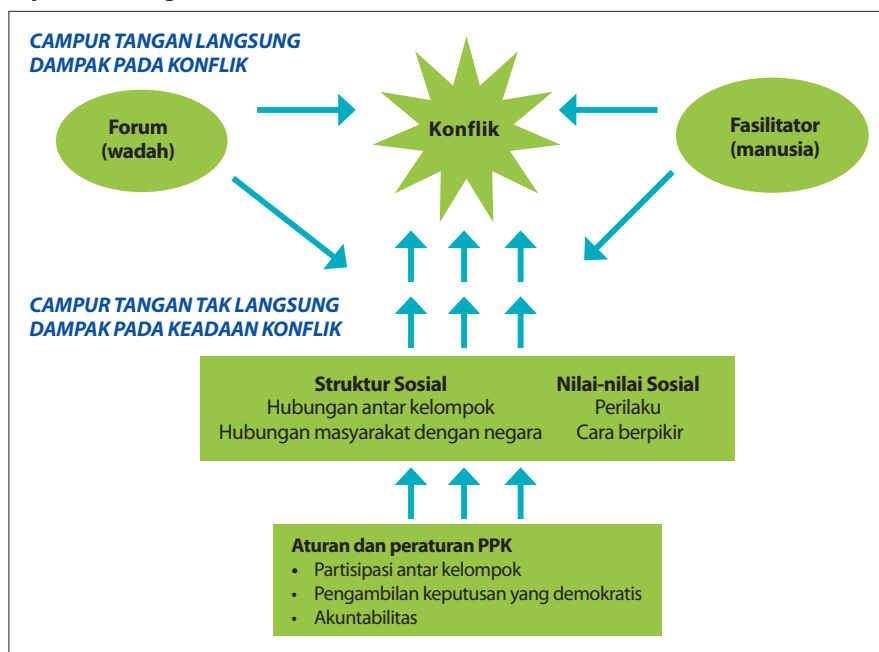 CAMPUR TANGAN LANGSUNG
DAMPAK PADA KONFLIK
Forum
(wadah)
Konflik
Fasilitator
(manusia)
CAMPUR TANGAN TAK LANGSUNG
DAMPAK PADA KEADAAN KONFLIK
Struktur Sosial
Hubungan antar kelompok
Hubungan masyarakat dengan negara
Nilai-nilai Sosial
Perilaku
Cara berpikir
Aturan dan peraturan PPK
• Partisipasi antar kelompok
• Pengambilan keputusan yang demokratis
• Akuntabilitas